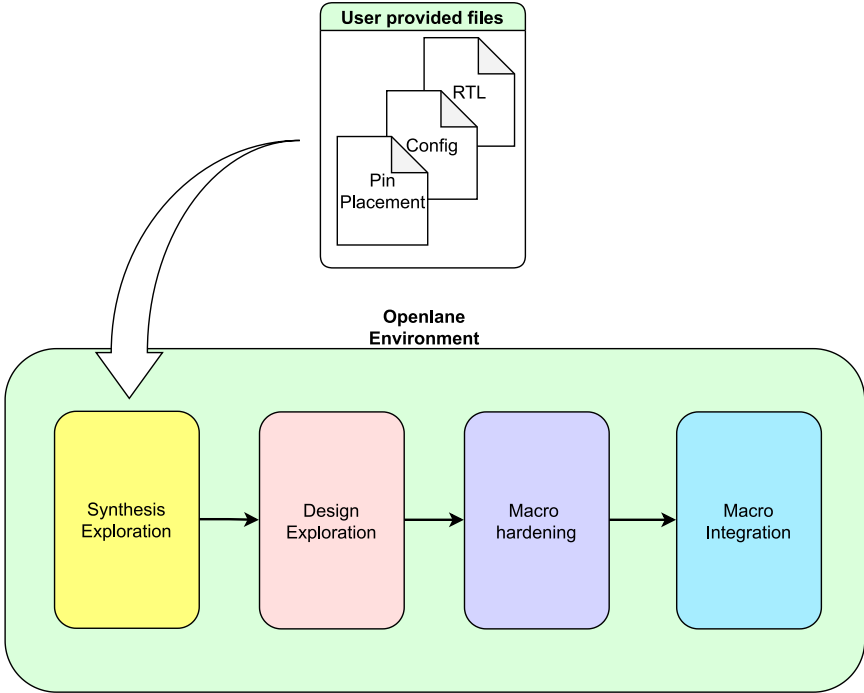 User provided files
RTL
Config
Pin
Placement
Openlane
Environment
Synthesis
Exploration
Design
Exploration
Macro
hardening
Macro
Integration